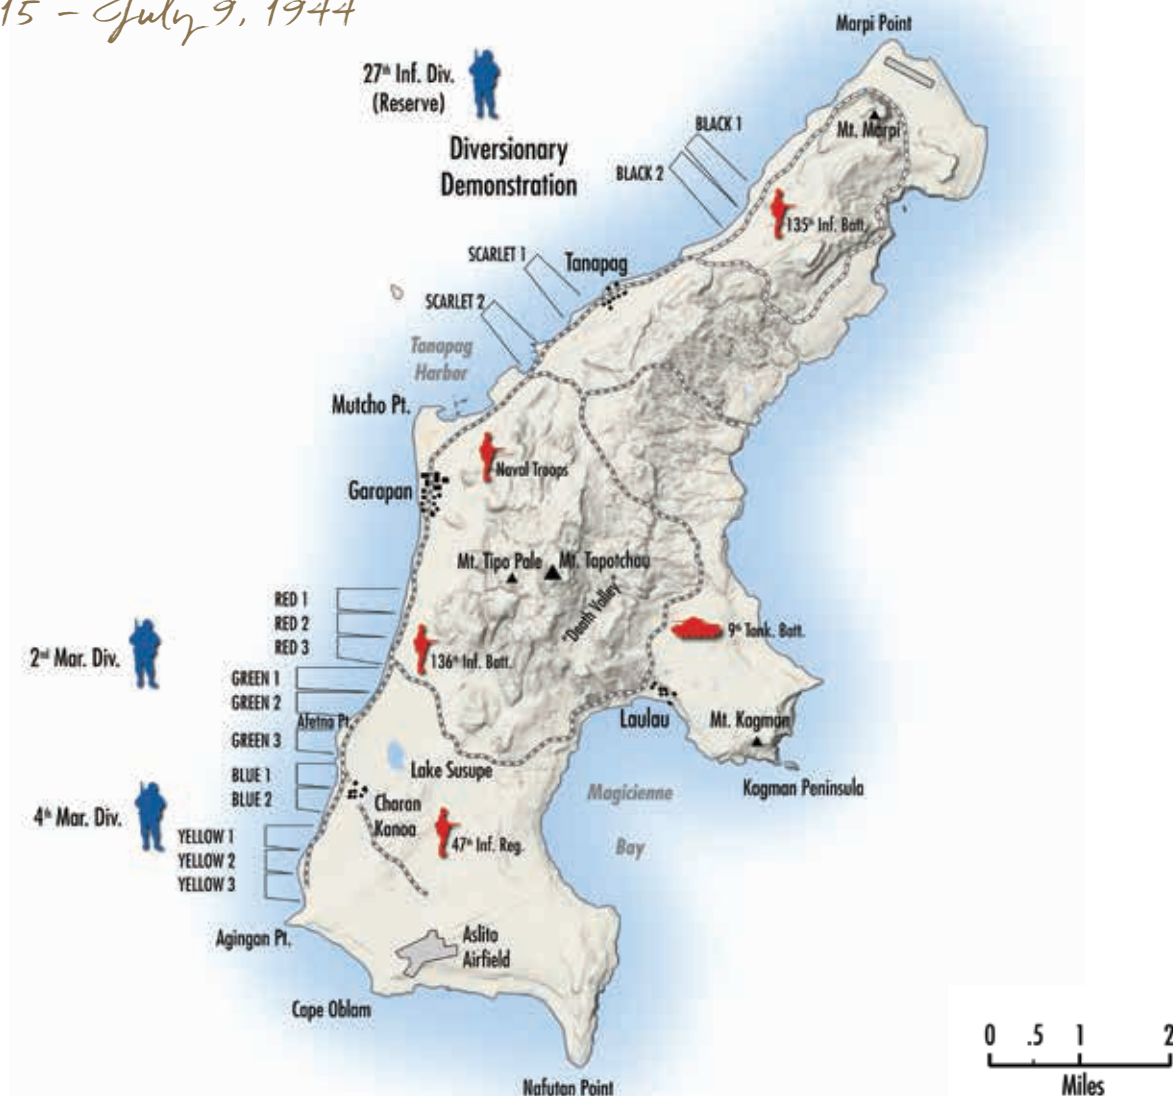 15 – July 9, 1944
Marpi Point
27th Inf. Div.
(Reserve)
Mt. Marpi
BLACK 1
Diversionary
Demonstration
BLACK 2
135th Inf. Batt.
SCARLET 1
Tanapag
SCARLET 2
Tanapag
Harbor
Mutcho Pt.
Naval Troops
Garapan
Mt. Tipo Pale
Mt. Tapotchau
"Death Valley"
RED 1
RED 2
RED 3
9th Tank. Batt.
2nd Mar. Div.
136th Inf. Batt.
GREEN 1
GREEN 2
Afetna Pt.
Laulau
Mt. Kagman
GREEN 3
BLUE 1
Lake Susupe
BLUE 2
Charan
Kanoa
Magicienne
Bay
Kagman Peninsula
4th Mar. Div.
YELLOW 1
47th Inf. Reg.
YELLOW 2
YELLOW 3
Agingan Pt.
Aslito
Airfield
Cape Oblam
0 .5 1 2
Miles
Nafutan Point